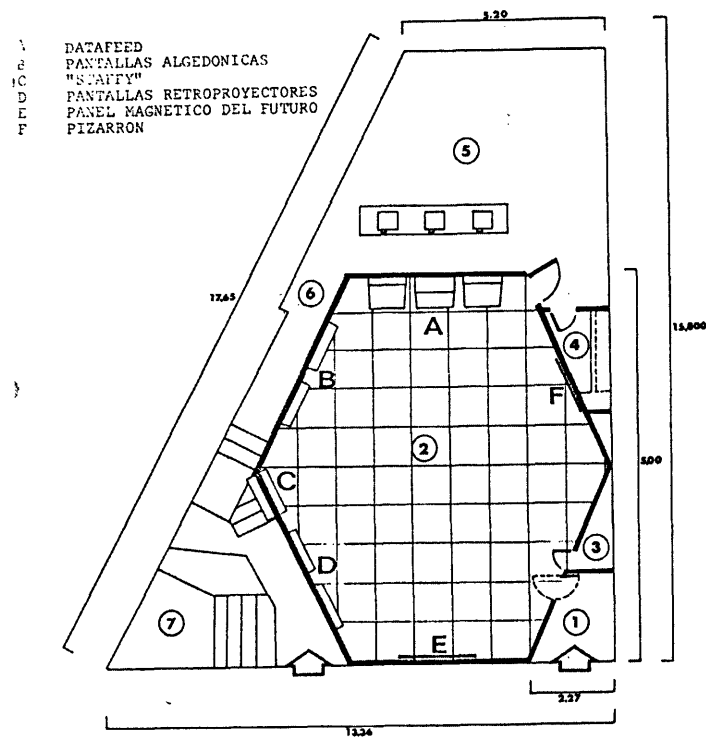 5.20
DATAFEED
B PANTALLAS ALGEDONICAS
C "STAFFY"
D PANTALLAS RETROPROYECTORES
E PANEL MAGNETICO DEL FUTURO
F PIZARRON
5
6
17,65
A
4
15,800
B
F
2
5,00
C
3
D
7
1
E
2.27
13,34